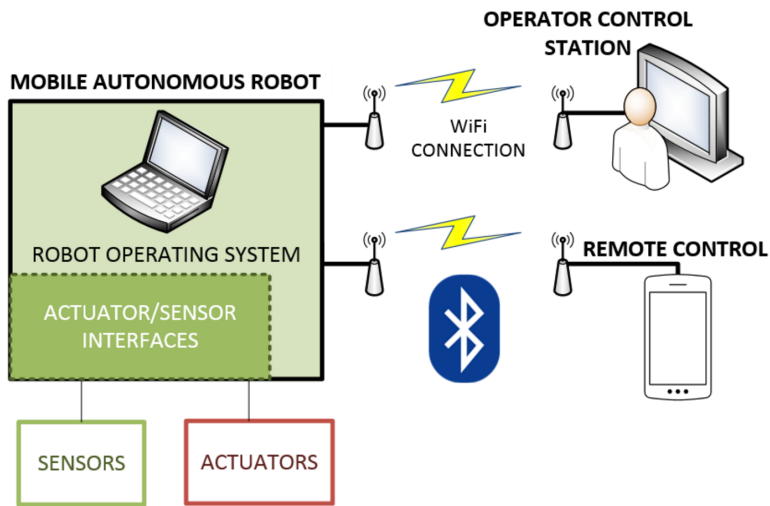 OPERATOR CONTROL
STATION
MOBILE AUTONOMOUS ROBOT
WiFi
CONNECTION
ROBOT OPERATING SYSTEM
REMOTE CONTROL
ACTUATOR/SENSOR
INTERFACES
SENSORS
ACTUATORS